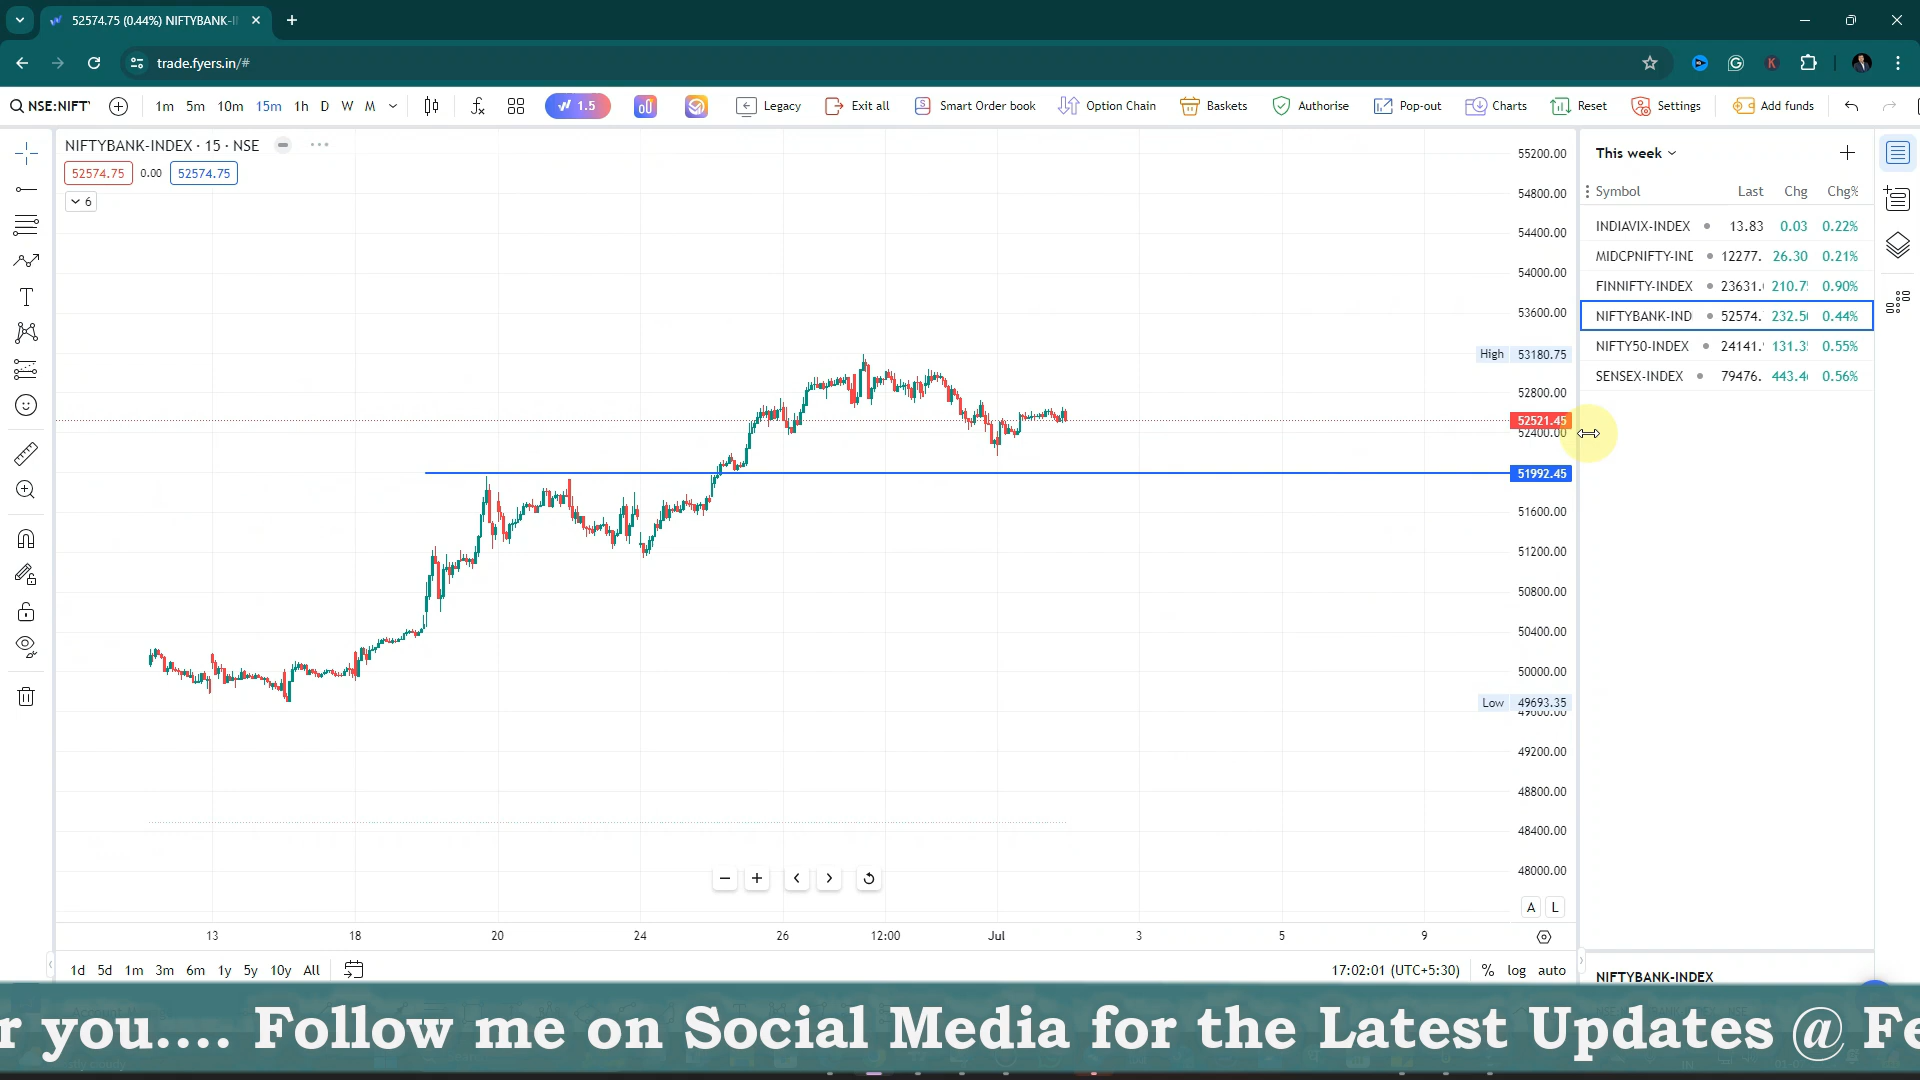 52574.75 (0.44%) NIFTYBANK-I
trade.fyers.in/#
NSE:NIFT
1m 5m 10m 15m 1h D W M
1.5
Legacy
Exit all
Smart Order book
Option Chain
Baskets
Authorise
Pop-out
Charts
Reset
Settings
Add funds
NIFTYBANK-INDEX · 15 · NSE
52574.75 0.00 52574.75
6
55200.00
54800.00
54400.00
54000.00
53600.00
High 53180.75
52800.00
52521.45
52400.00
51992.45
51600.00
51200.00
50800.00
50400.00
50000.00
Low 49693.35
49600.00
49200.00
48800.00
48400.00
48000.00
A L
13 18 20 24 26 12:00 Jul 3 5 9
1d 5d 1m 3m 6m 1y 5y 10y All
17:02:01 (UTC+5:30) % log auto
This week
Symbol Last Chg Chg%
INDIAVIX-INDEX 13.83 0.03 0.22%
MIDCPNIFTY-INE 12277. 26.30 0.21%
FINNIFTY-INDEX 23631. 210.7 0.90%
NIFTYBANK-IND 52574. 232.5 0.44%
NIFTY50-INDEX 24141. 131.3 0.55%
SENSEX-INDEX 79476. 443.4 0.56%
NIFTYBANK-INDEX
r you.... Follow me on Social Media for the Latest Updates @ Fe